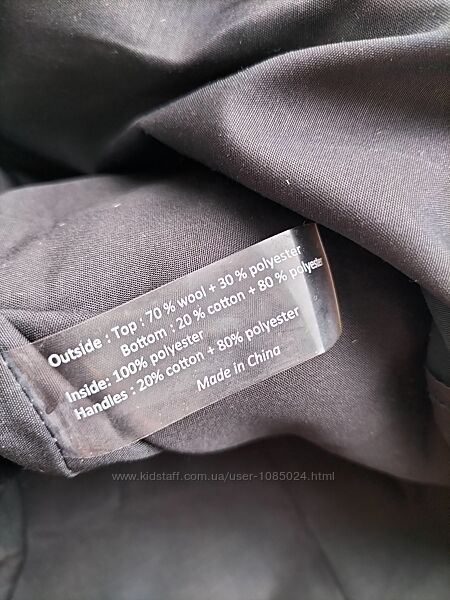 Outside : Top : 70 % wool + 30 % polyester
Bottom : 20 % cotton + 80 % polyester
Inside: 100% polyester
Handles : 20% cotton + 80% polyester
Made in China
www.kidstaff.com.ua/user-1085024.html